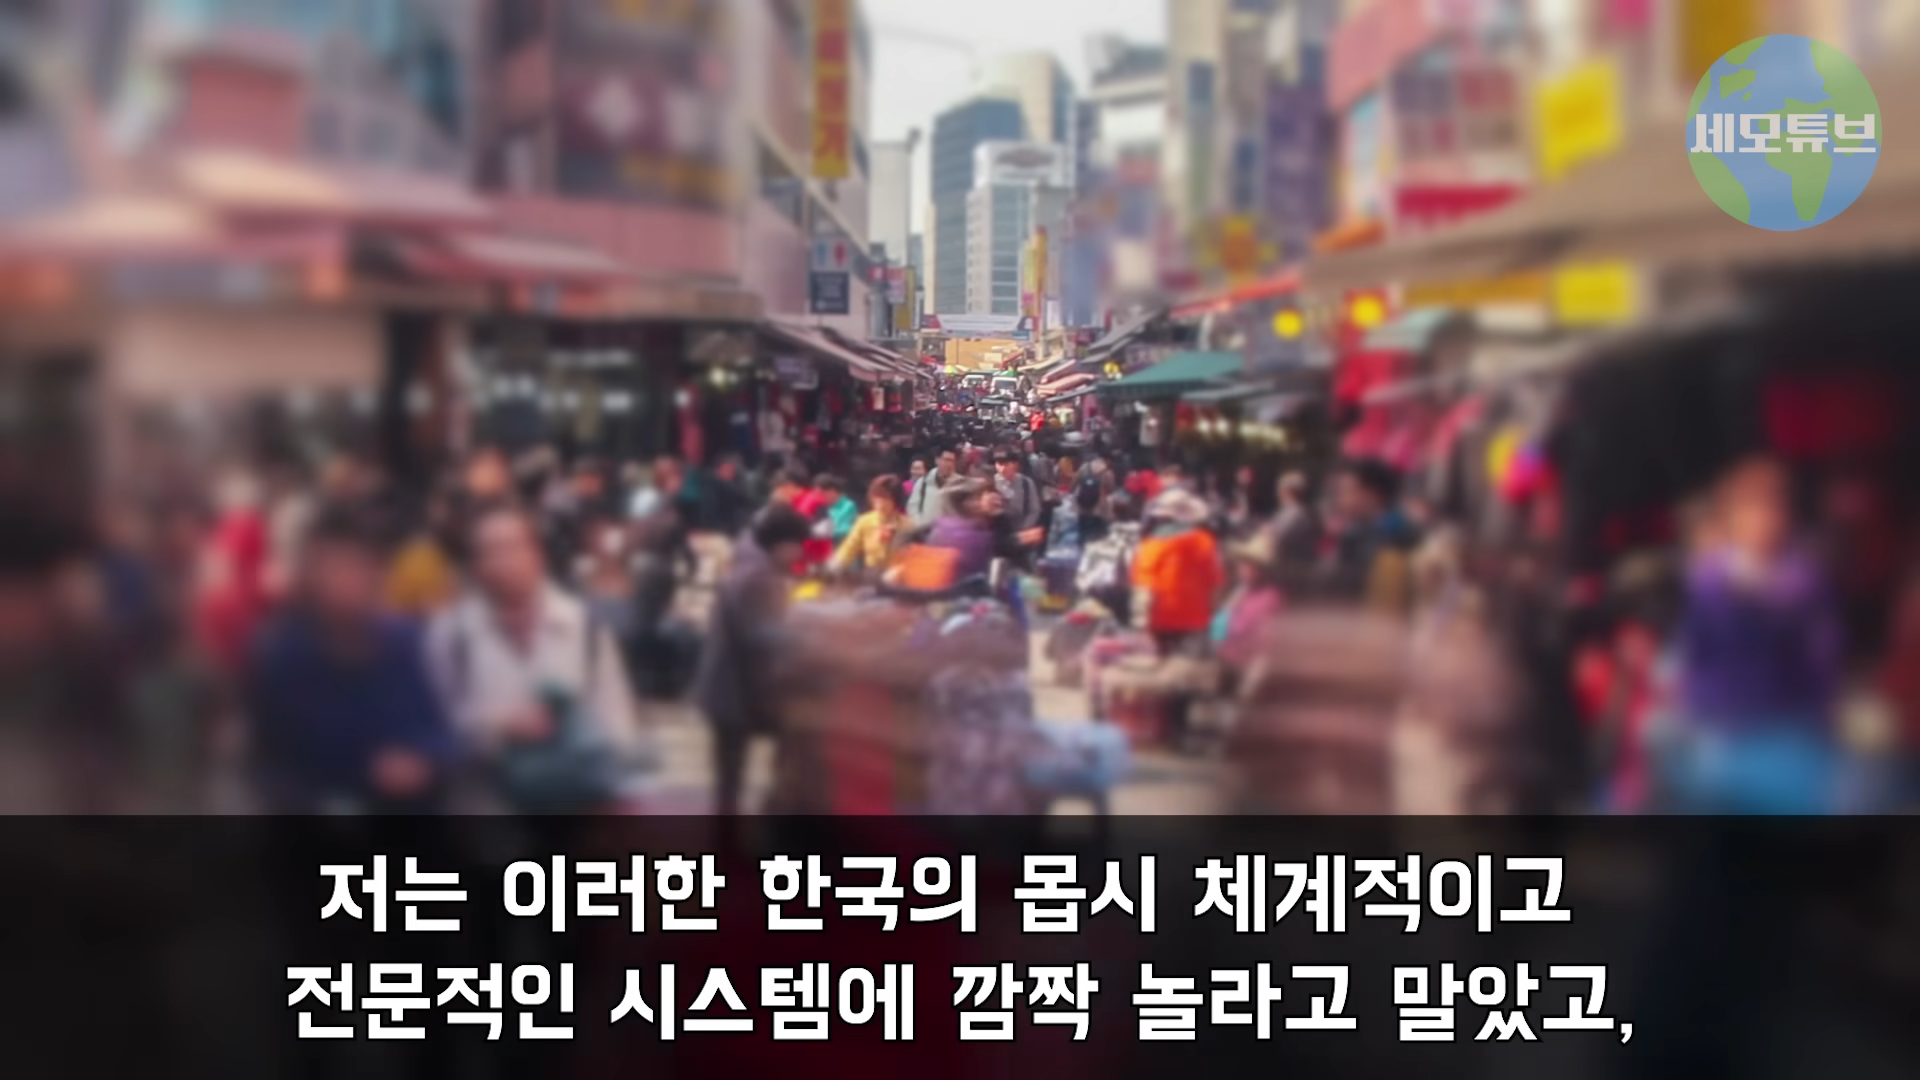 세모튜브
저는 이러한 한국의 몹시 체계적이고
전문적인 시스템에 깜짝 놀라고 말았고,